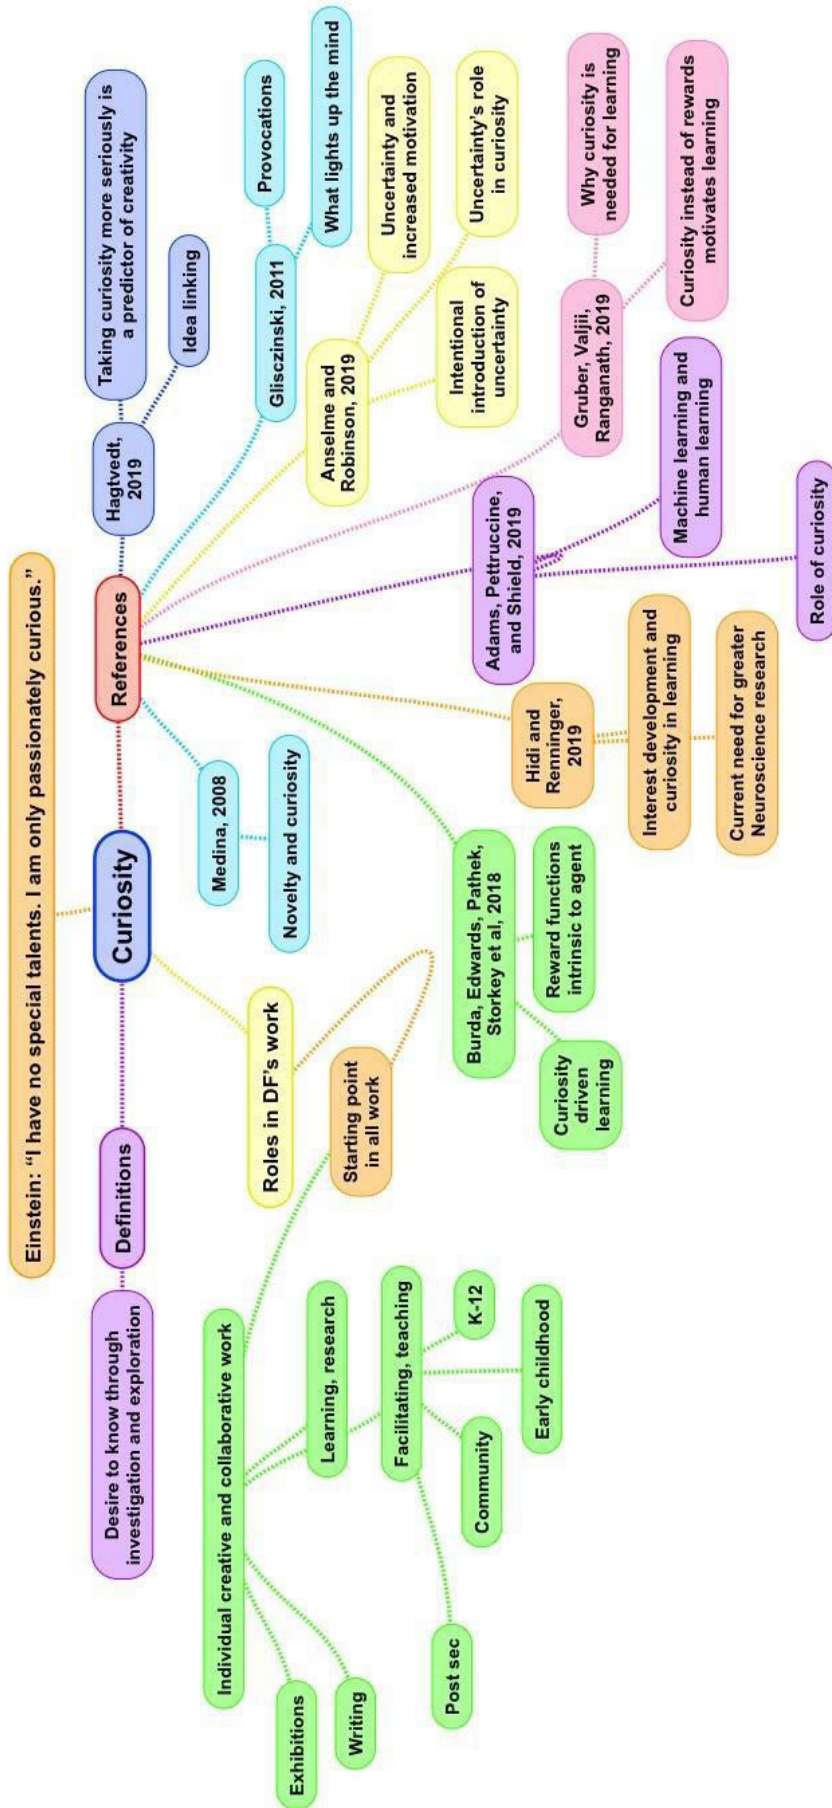 Einstein: “I have no special talents. I am only passionately curious.”
Curiosity
Definitions
Desire to know through
investigation and exploration
References
Hagtvedt,
2019
Taking curiosity more seriously is
a predictor of creativity
Idea linking
Glisczinski, 2011
Provocations
What lights up the mind
Anselme and
Robinson, 2019
Uncertainty and
increased motivation
Uncertainty’s role
in curiosity
Intentional
introduction of
uncertainty
Gruber, Valjii,
Ranganath, 2019
Why curiosity is
needed for learning
Curiosity instead of rewards
motivates learning
Adams, Pettruccine,
and Shield, 2019
Machine learning and
human learning
Role of curiosity
Hidi and
Renninger,
2019
Interest development and
curiosity in learning
Current need for greater
Neuroscience research
Burda, Edwards, Pathek,
Storkey et al, 2018
Reward functions
intrinsic to agent
Curiosity
driven
learning
Medina, 2008
Novelty and curiosity
Roles in DF’s work
Starting point
in all work
Individual creative and collaborative work
Exhibitions
Writing
Learning, research
Facilitating, teaching
Post sec
Community
K-12
Early childhood